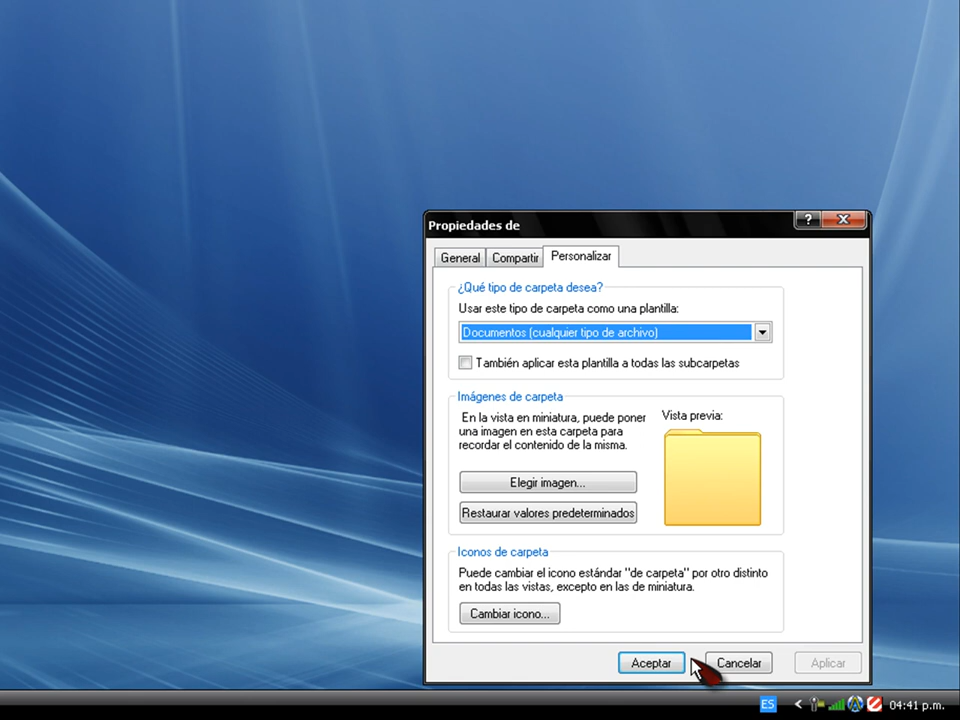 Propiedades de
?
General
Compartir
Personalizar
¿Qué tipo de carpeta desea?
Usar este tipo de carpeta como una plantilla:
Documentos (cualquier tipo de archivo)
También aplicar esta plantilla a todas las subcarpetas
Imágenes de carpeta
En la vista en miniatura, puede poner
una imagen en esta carpeta para
recordar el contenido de la misma.
Vista previa:
Elegir imagen...
Restaurar valores predeterminados
Iconos de carpeta
Puede cambiar el icono estándar "de carpeta" por otro distinto
en todas las vistas, excepto en las de miniatura.
Cambiar icono...
Aceptar
Cancelar
Aplicar
ES
04:41 p.m.